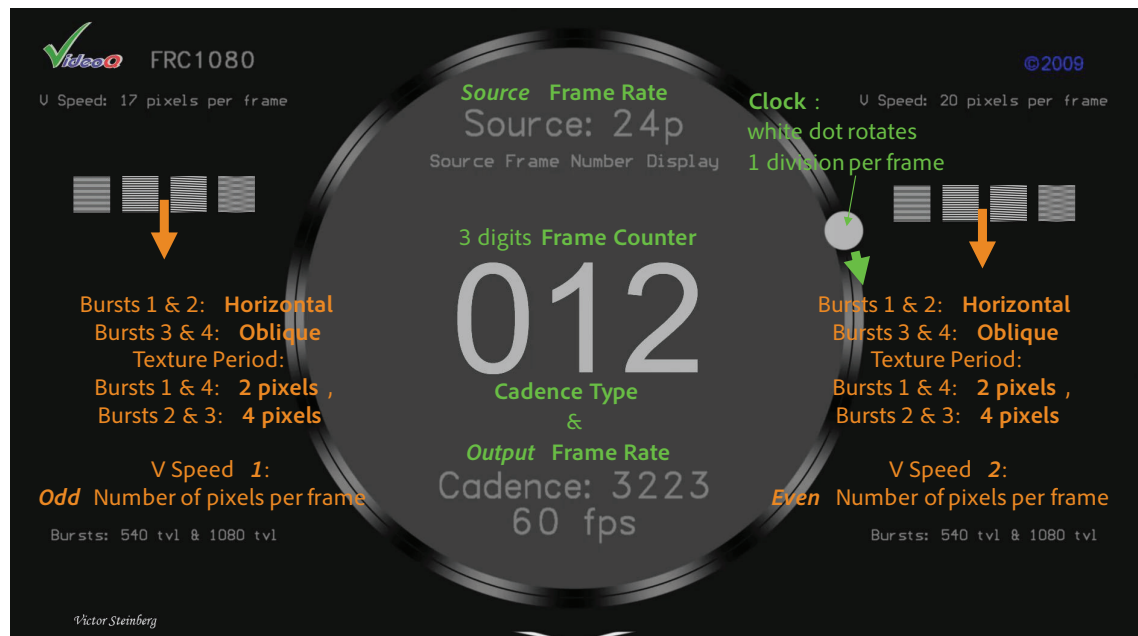 VideoQ FRC1080
©2009
V Speed: 17 pixels per frame
Source Frame Rate
Source: 24p
Source Frame Number Display
Clock :
white dot rotates
1 division per frame
V Speed: 20 pixels per frame
3 digits Frame Counter
012
Cadence Type
&
Output Frame Rate
Cadence: 3223
60 fps
Bursts 1 & 2: Horizontal
Bursts 3 & 4: Oblique
Texture Period:
Bursts 1 & 4: 2 pixels ,
Bursts 2 & 3: 4 pixels
V Speed 1:
Odd Number of pixels per frame
Bursts: 540 tvl & 1080 tvl
Bursts 1 & 2: Horizontal
Bursts 3 & 4: Oblique
Texture Period:
Bursts 1 & 4: 2 pixels ,
Bursts 2 & 3: 4 pixels
V Speed 2:
Even Number of pixels per frame
Bursts: 540 tvl & 1080 tvl
Victor Steinberg